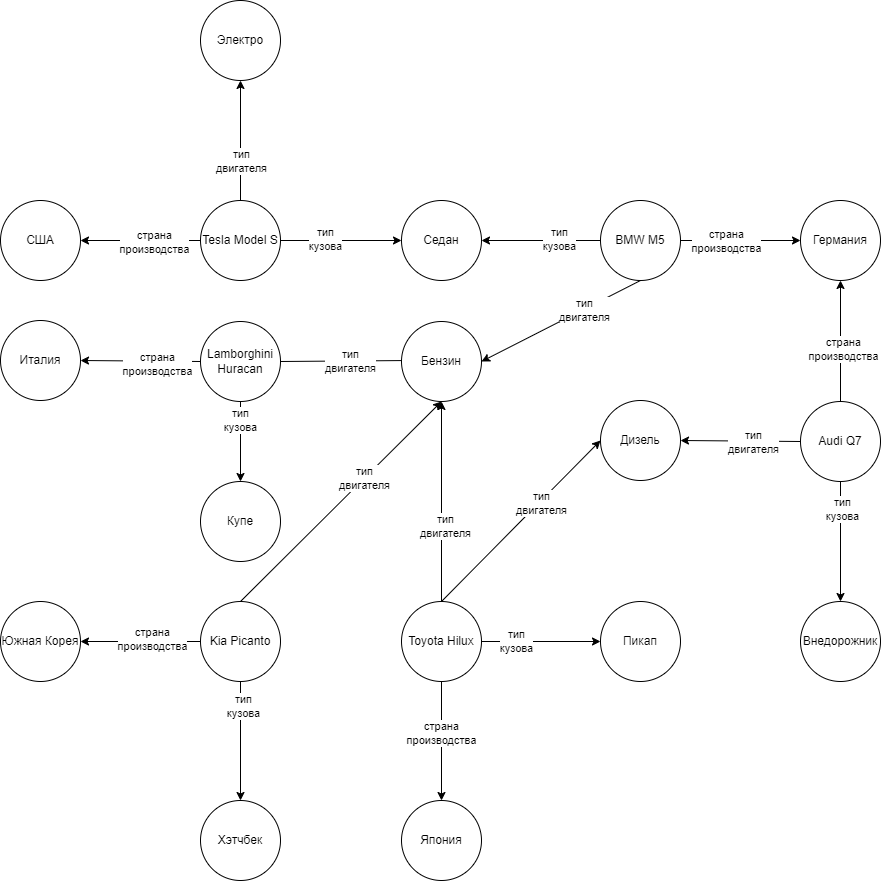 Электро
тип
двигателя
США
страна
производства
Tesla Model S
тип
кузова
Седан
тип
кузова
BMW M5
страна
производства
Германия
тип
двигателя
Италия
страна
производства
Lamborghini
Huracan
тип
двигателя
Бензин
страна
производства
тип
кузова
Дизель
тип
двигателя
Audi Q7
тип
двигателя
тип
двигателя
тип
двигателя
тип
кузова
Купе
Южная Корея
страна
производства
Kia Picanto
Toyota Hilux
тип
кузова
Пикап
Внедорожник
тип
кузова
страна
производства
Хэтчбек
Япония